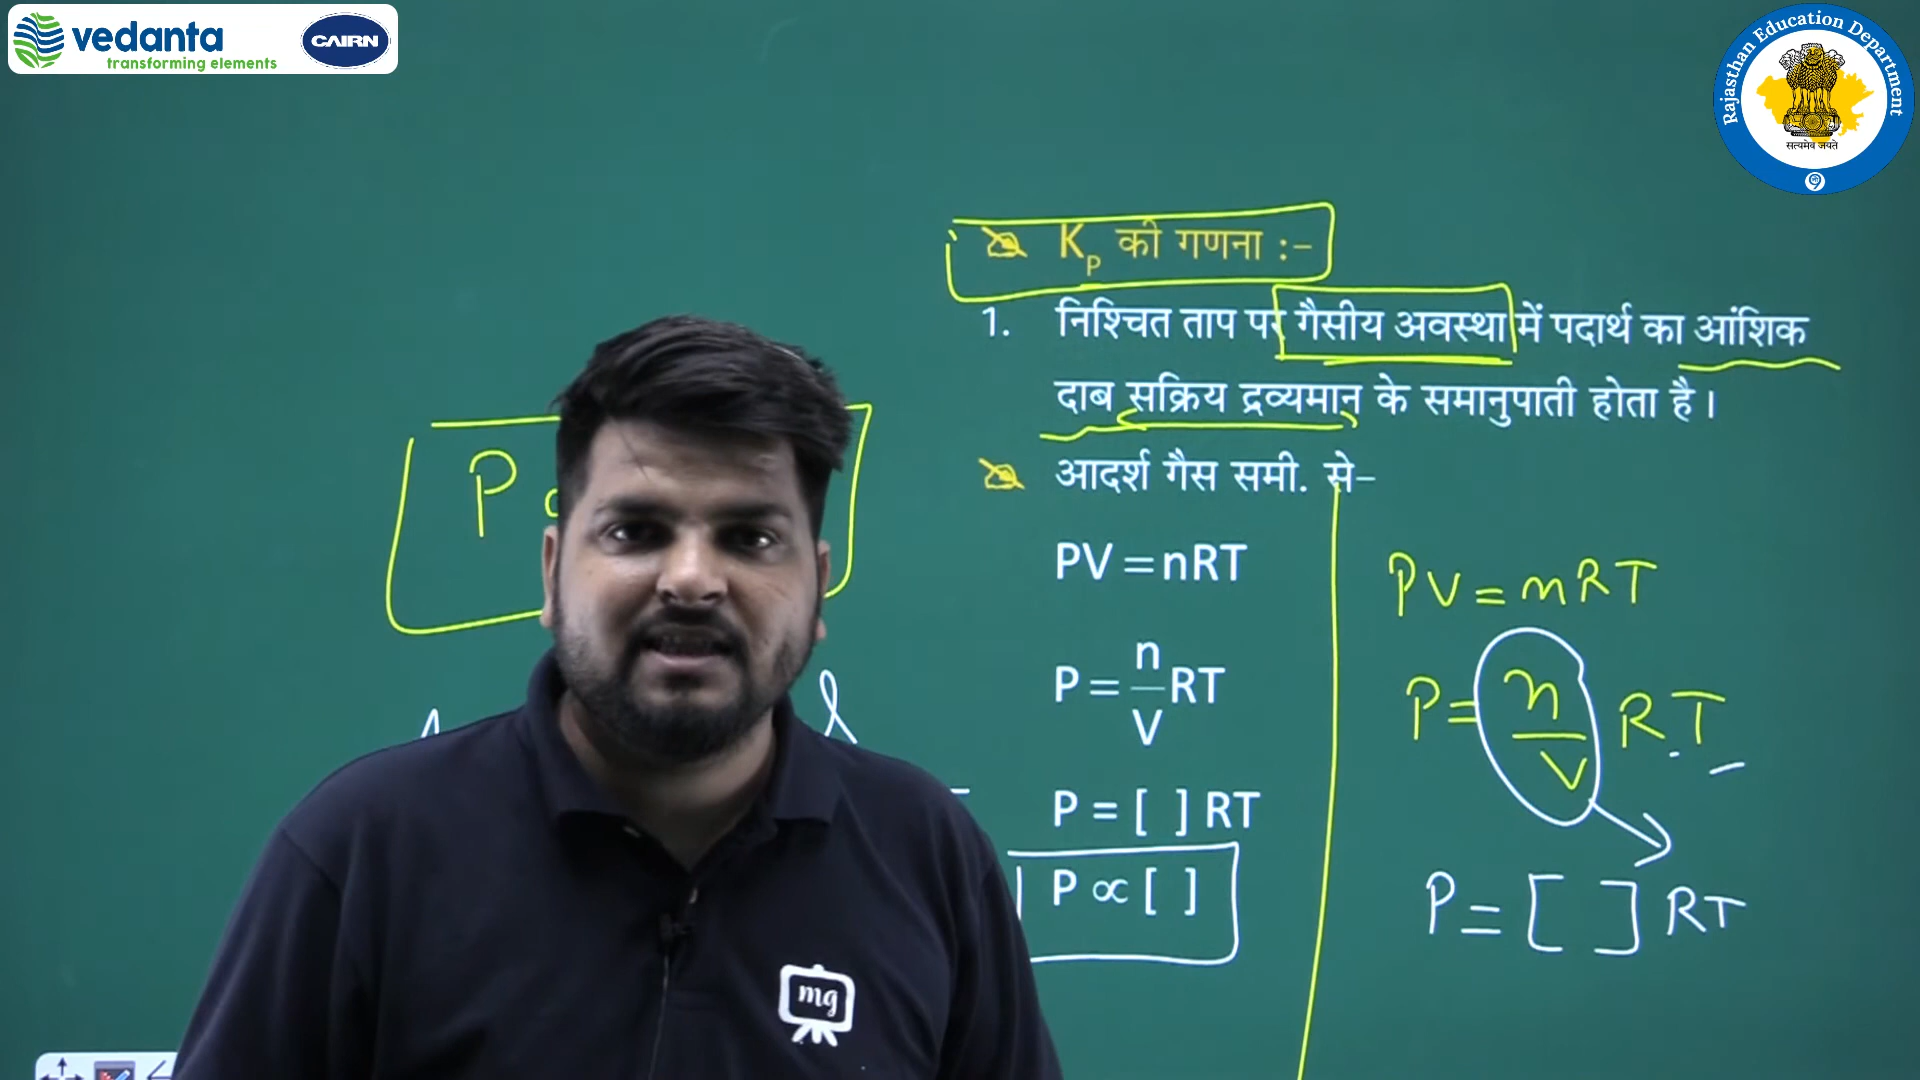 vedanta
transforming elements
CAIRN
Rajasthan Education Department
सत्यमेव जयते
K_P की गणना :-
1. निश्चित ताप पर गैसीय अवस्था में पदार्थ का आंशिक
दाब सक्रिय द्रव्यमान के समानुपाती होता है।
आदर्श गैस समी. से-
PV = nRT
P = n/V RT
P = [ ] RT
P ∝ [ ]
PV = nRT
P = n/V RT
P = [ ] RT
P
mg